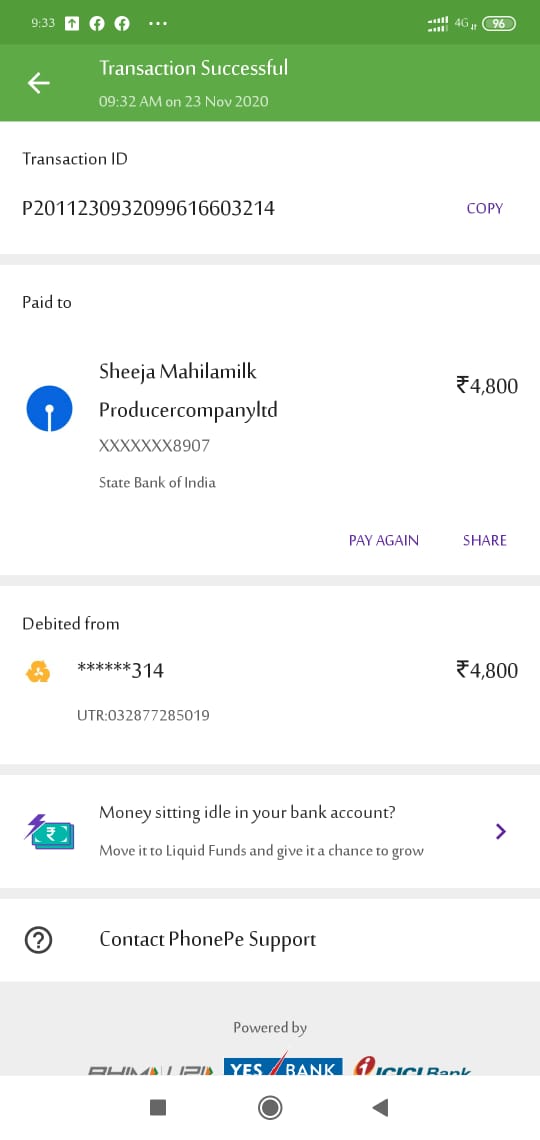 9:33
4G
96
Transaction Successful
09:32 AM on 23 Nov 2020
Transaction ID
P2011230932099616603214
COPY
Paid to
Sheeja Mahilamilk
Producercompanyltd
₹4,800
XXXXXXX8907
State Bank of India
PAY AGAIN
SHARE
Debited from
******314
₹4,800
UTR:032877285019
Money sitting idle in your bank account?
Move it to Liquid Funds and give it a chance to grow
Contact PhonePe Support
Powered by
BHIM UPI YES BANK ICICI Bank